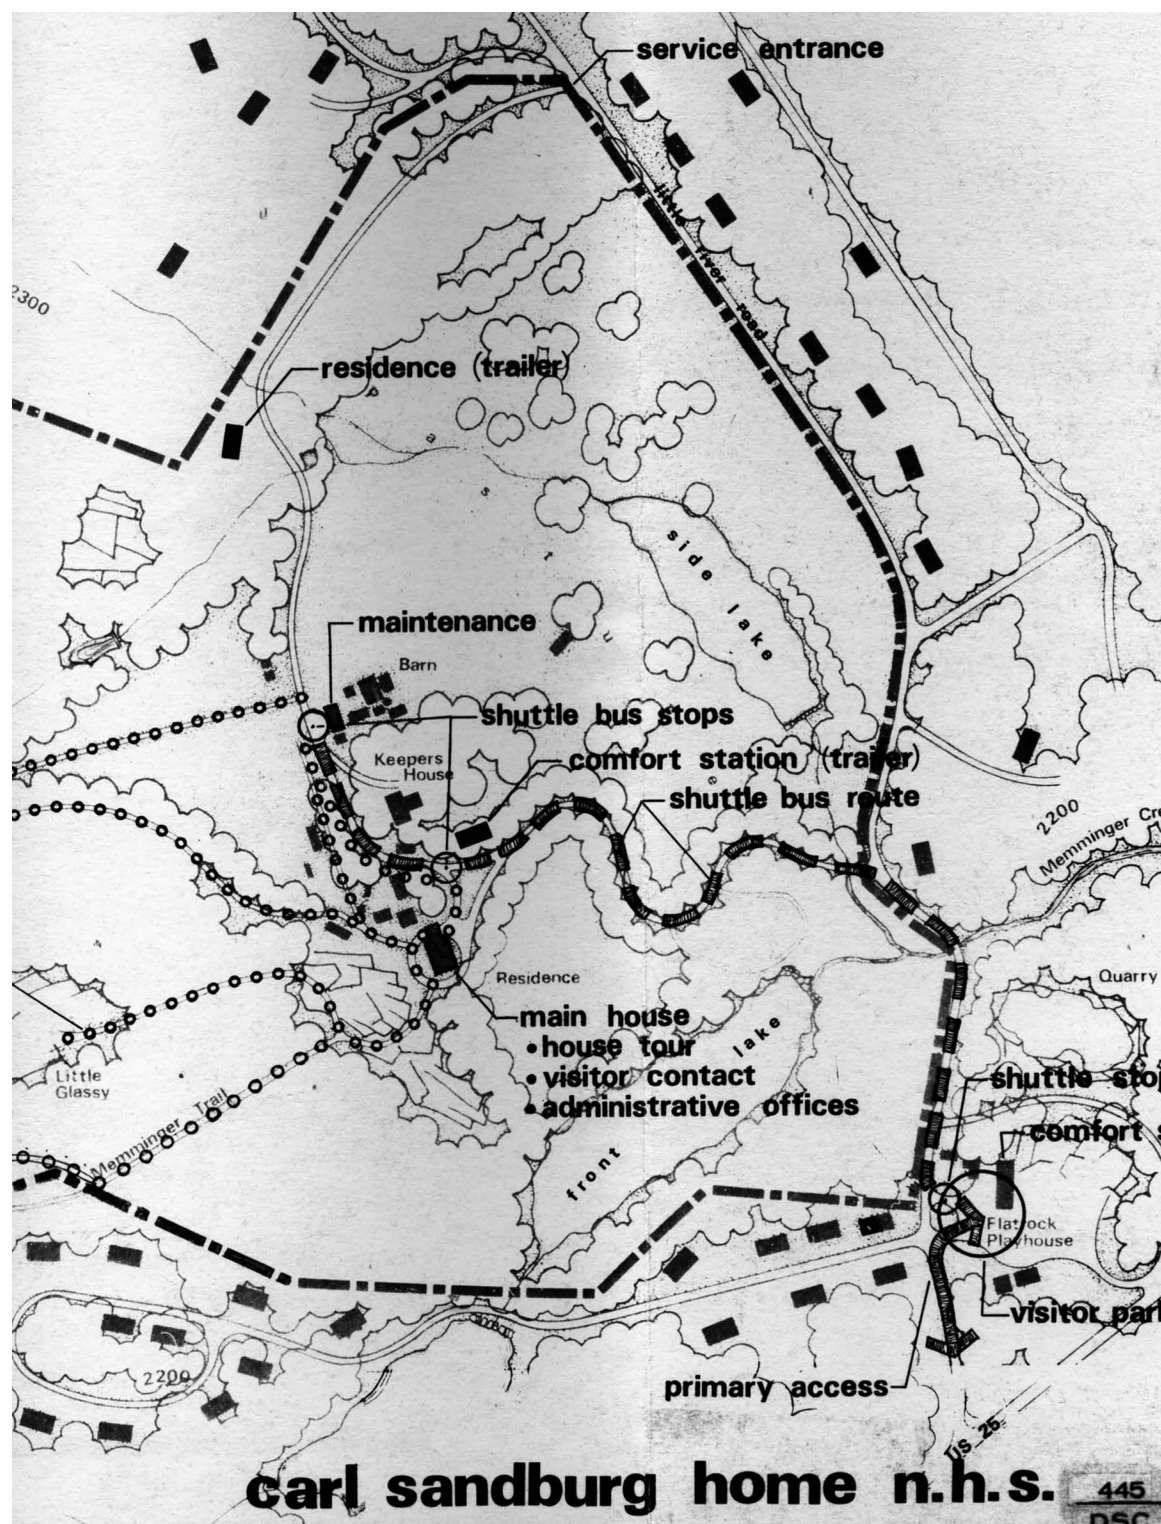 service entrance
little river road
2300
residence (trailer)
p
a
s
t
u
side lake
maintenance
Barn
shuttle bus stops
Keepers
House
comfort station (trailer)
shuttle bus route
2200
Memminger Cre
Residence
Quarry
main house
• house tour
• visitor contact
• administrative offices
front lake
Little
Glassy
Memminger Trail
shuttle stop
comfort s
Flatrock
Playhouse
visitor park
2200
primary access
US 25
carl sandburg home n.h.s.
445
DSC